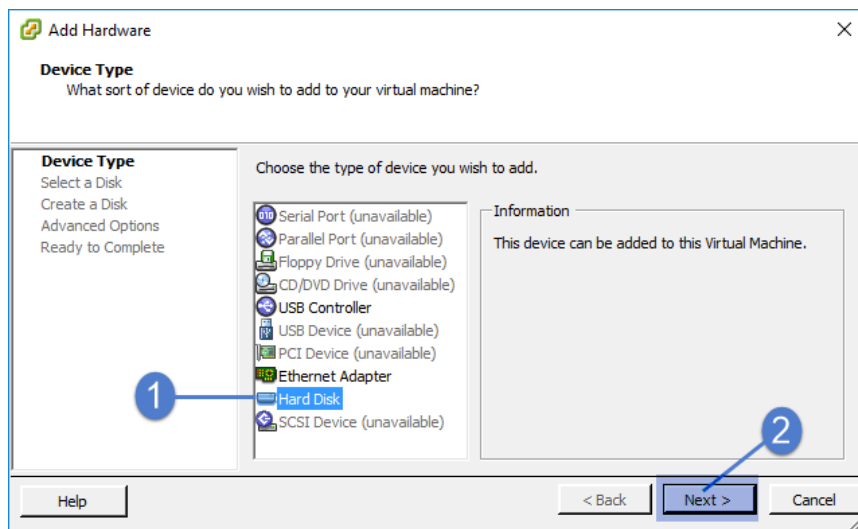 Add Hardware
Device Type
What sort of device do you wish to add to your virtual machine?
Device Type
Select a Disk
Create a Disk
Advanced Options
Ready to Complete
Choose the type of device you wish to add.
Serial Port (unavailable)
Parallel Port (unavailable)
Floppy Drive (unavailable)
CD/DVD Drive (unavailable)
USB Controller
USB Device (unavailable)
PCI Device (unavailable)
Ethernet Adapter
Hard Disk
SCSI Device (unavailable)
Information
This device can be added to this Virtual Machine.
1
2
Help
< Back
Next >
Cancel